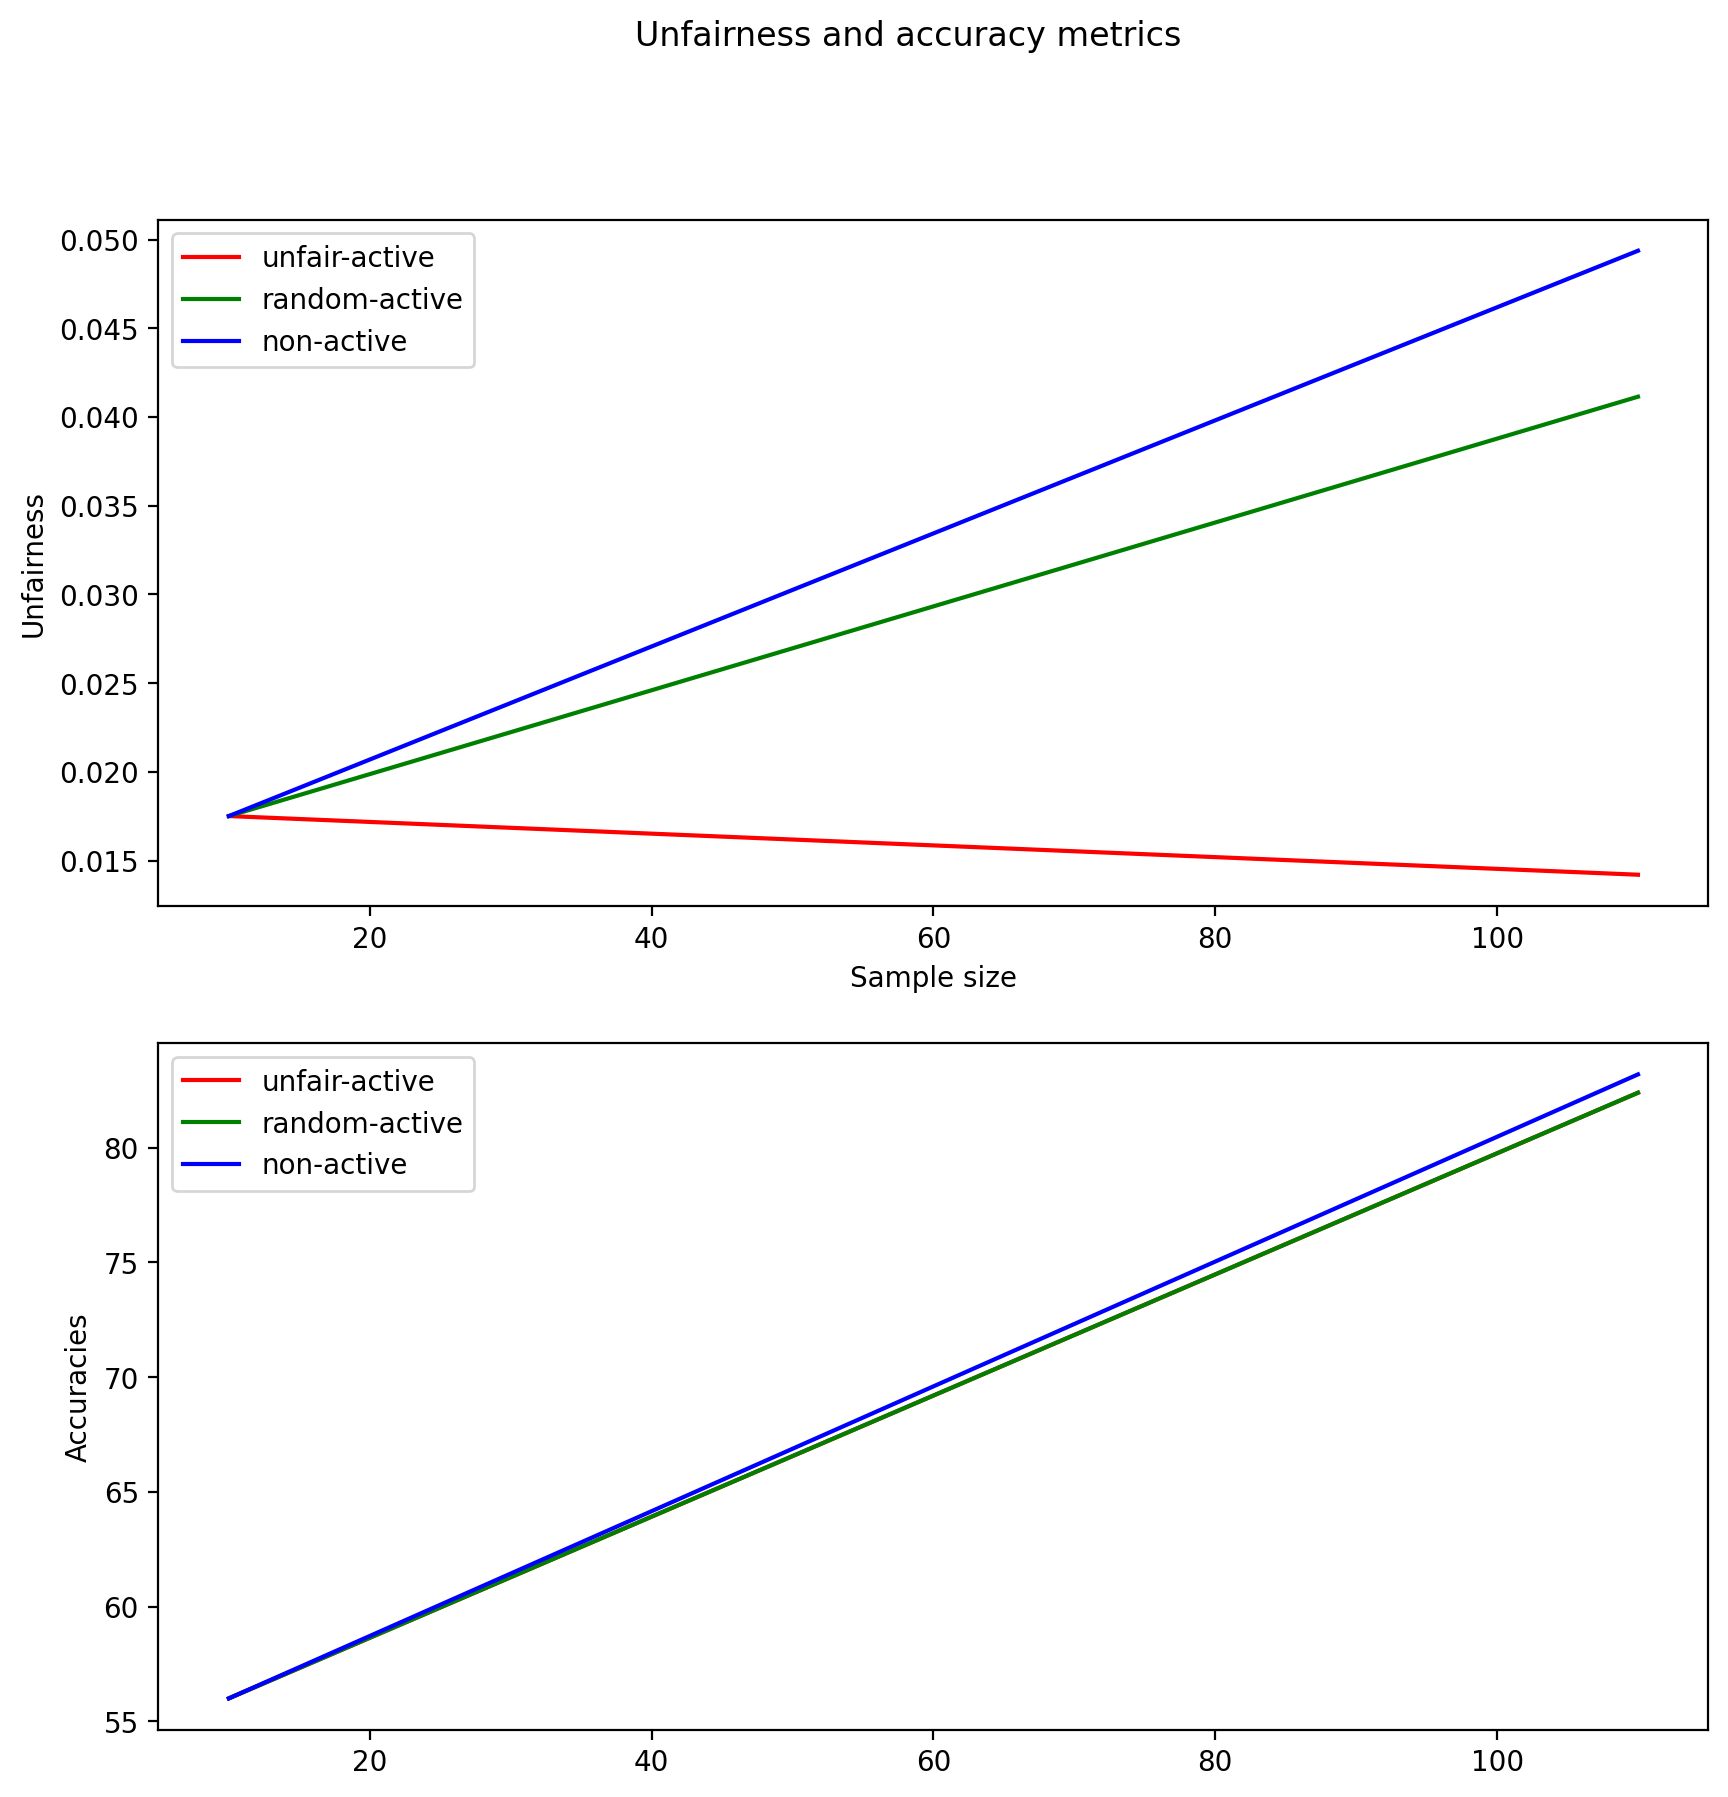 Unfairness and accuracy metrics
0.050
0.045
0.040
0.035
0.030
0.025
0.020
0.015
Unfairness
unfair-active
random-active
non-active
20 40 60 80 100
Sample size
80
75
70
65
60
55
Accuracies
unfair-active
random-active
non-active
20 40 60 80 100